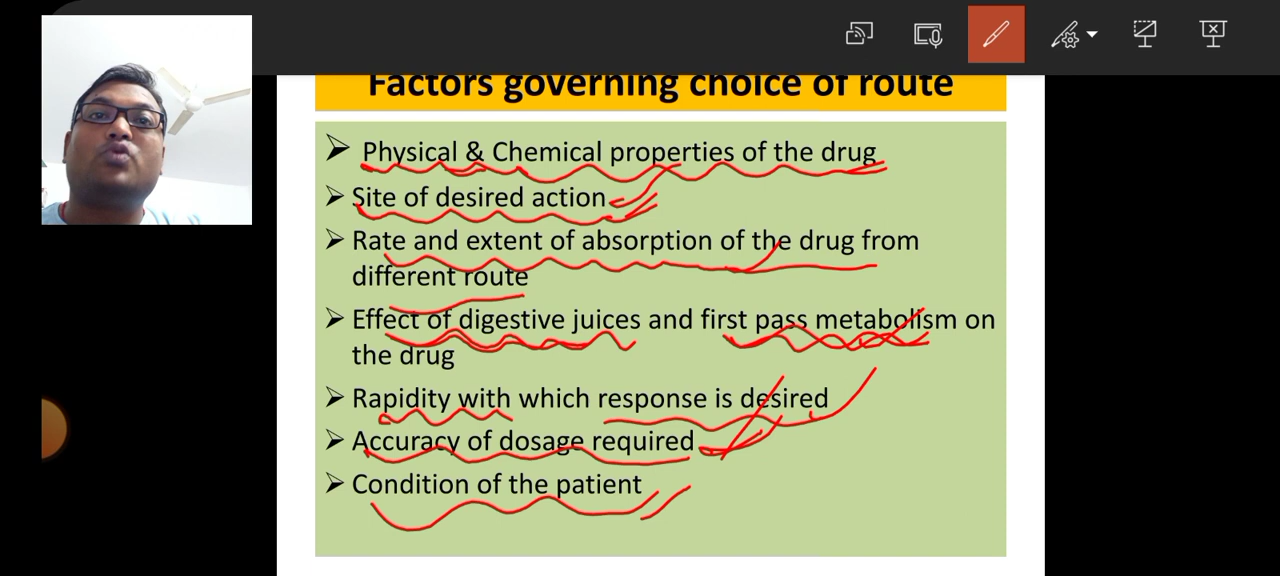 Factors governing choice of route
➢ Physical & Chemical properties of the drug
➢ Site of desired action
➢ Rate and extent of absorption of the drug from
different route
➢ Effect of digestive juices and first pass metabolism on
the drug
➢ Rapidity with which response is desired
➢ Accuracy of dosage required
➢ Condition of the patient